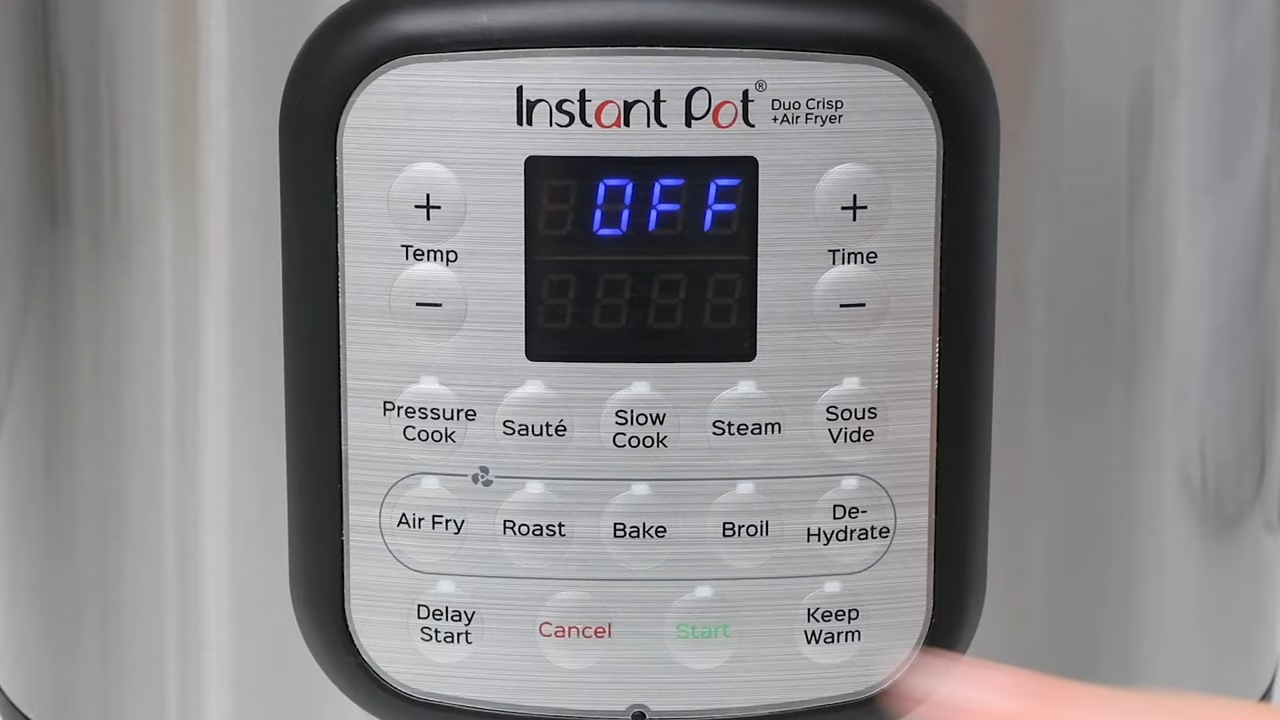 Instant Pot®
Duo Crisp
+Air Fryer
OFF
+
+
Temp
Time
−
−
Pressure
Cook
Sauté
Slow
Cook
Steam
Sous
Vide
Air Fry
Roast
Bake
Broil
De-
Hydrate
Delay
Start
Cancel
Start
Keep
Warm